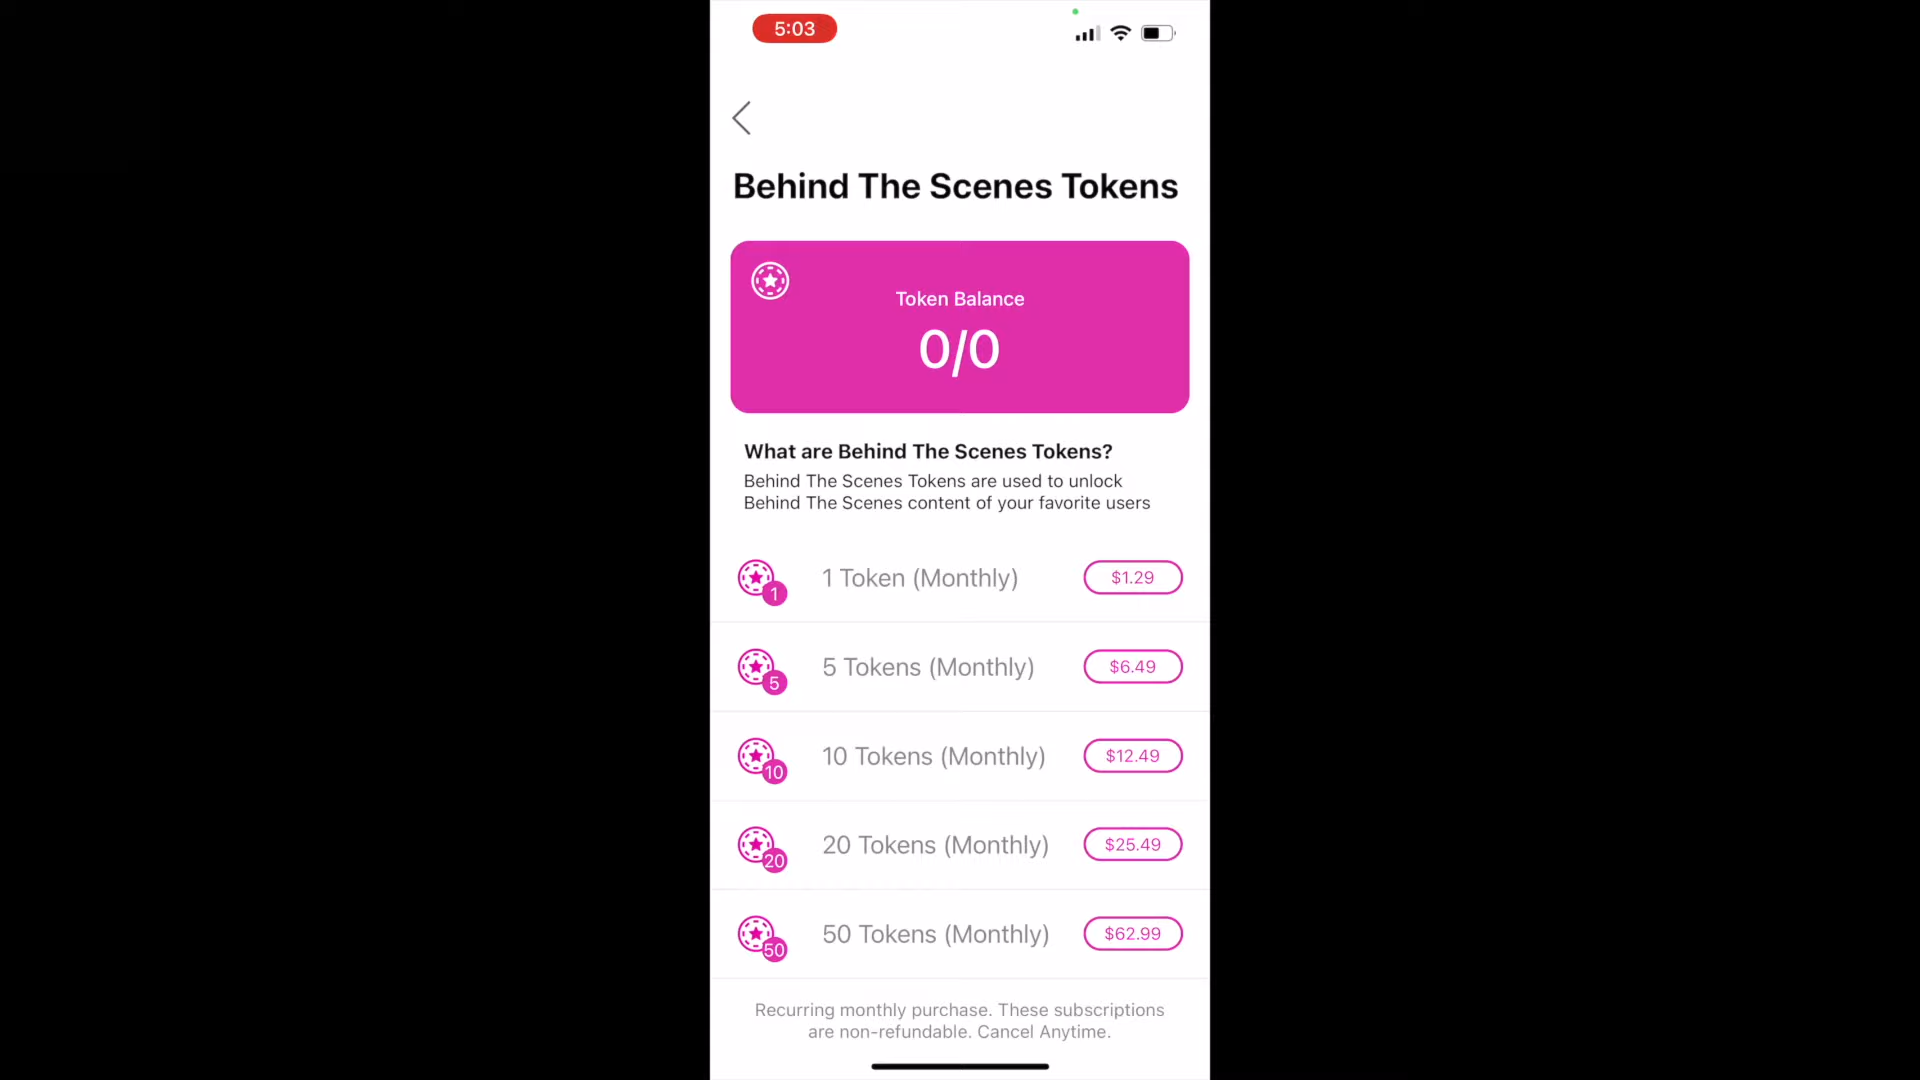 5:03
Behind The Scenes Tokens
Token Balance
0/0
What are Behind The Scenes Tokens?
Behind The Scenes Tokens are used to unlock
Behind The Scenes content of your favorite users
1
1 Token (Monthly)
$1.29
5
5 Tokens (Monthly)
$6.49
10
10 Tokens (Monthly)
$12.49
20
20 Tokens (Monthly)
$25.49
50
50 Tokens (Monthly)
$62.99
Recurring monthly purchase. These subscriptions
are non-refundable. Cancel Anytime.